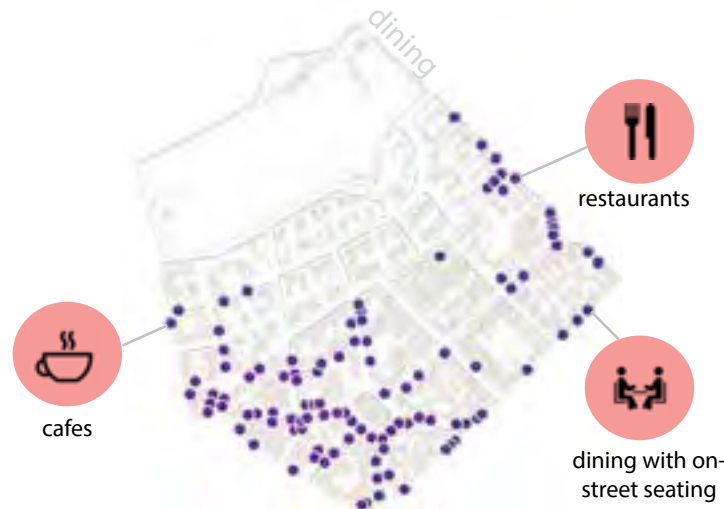 dining
restaurants
cafes
dining with on-
street seating